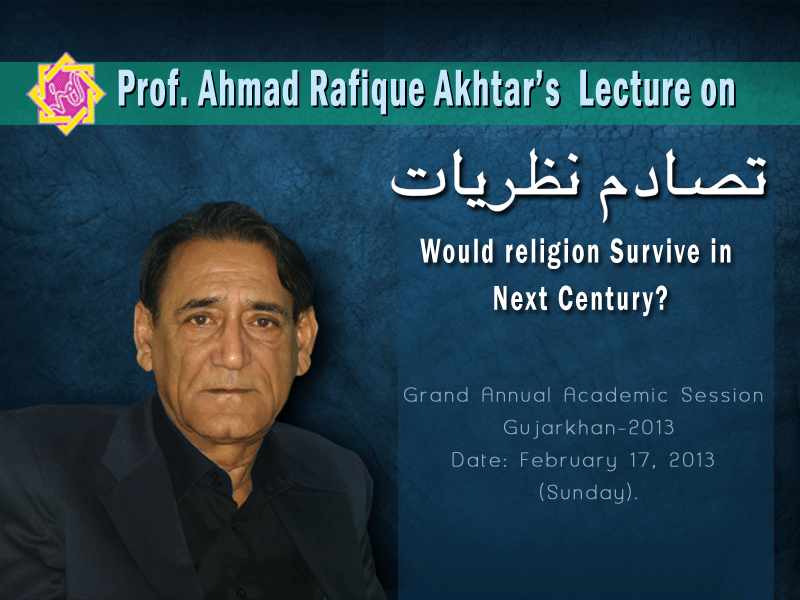 Prof. Ahmad Rafique Akhtar's Lecture on
تصادم نظریات
Would religion Survive in
Next Century?
Grand Annual Academic Session
Gujarkhan-2013
Date: February 17, 2013
(Sunday).